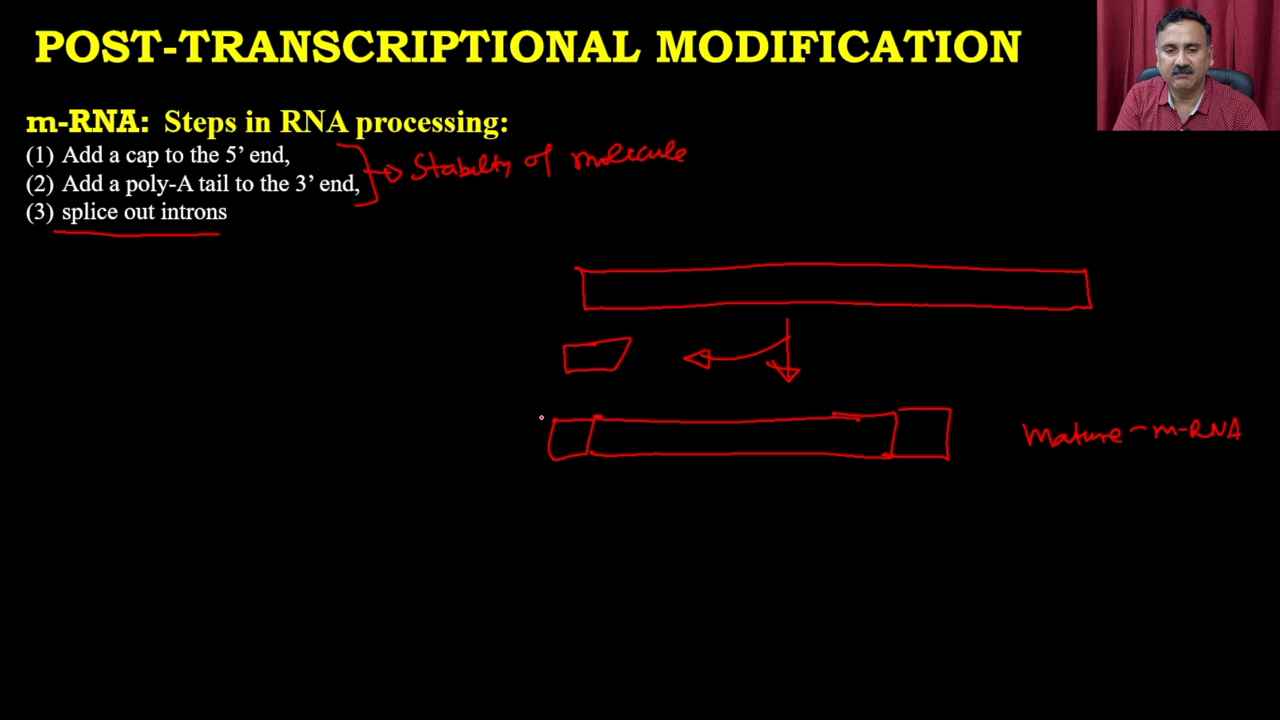 POST-TRANSCRIPTIONAL MODIFICATION
m-RNA: Steps in RNA processing:
(1) Add a cap to the 5’ end,
(2) Add a poly-A tail to the 3’ end,
(3) splice out introns
Stabilty of molecule
Mature - m-RNA